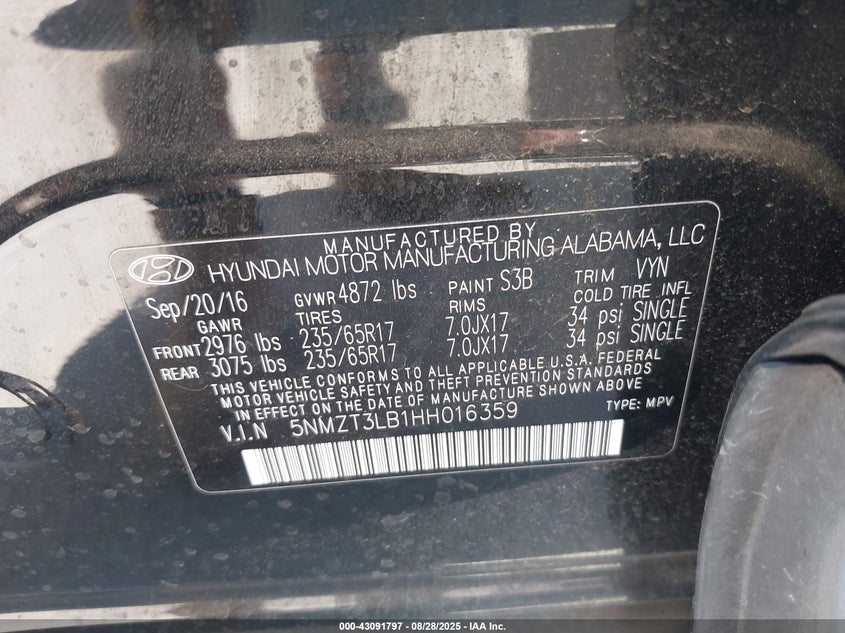 MANUFACTURED BY
HYUNDAI MOTOR MANUFACTURING ALABAMA, LLC
Sep/20/16 GVWR 4872 lbs PAINT S3B TRIM VYN
GAWR TIRES RIMS COLD TIRE INFL
FRONT 2976 lbs 235/65R17 7.0JX17 34 psi SINGLE
REAR 3075 lbs 235/65R17 7.0JX17 34 psi SINGLE
THIS VEHICLE CONFORMS TO ALL APPLICABLE U.S.A. FEDERAL
MOTOR VEHICLE SAFETY AND THEFT PREVENTION STANDARDS
IN EFFECT ON THE DATE OF MANUFACTURE SHOWN ABOVE
V.I.N 5NMZT3LB1HH016359 TYPE: MPV
000-43091797 - 08/28/2025 - IAA Inc.